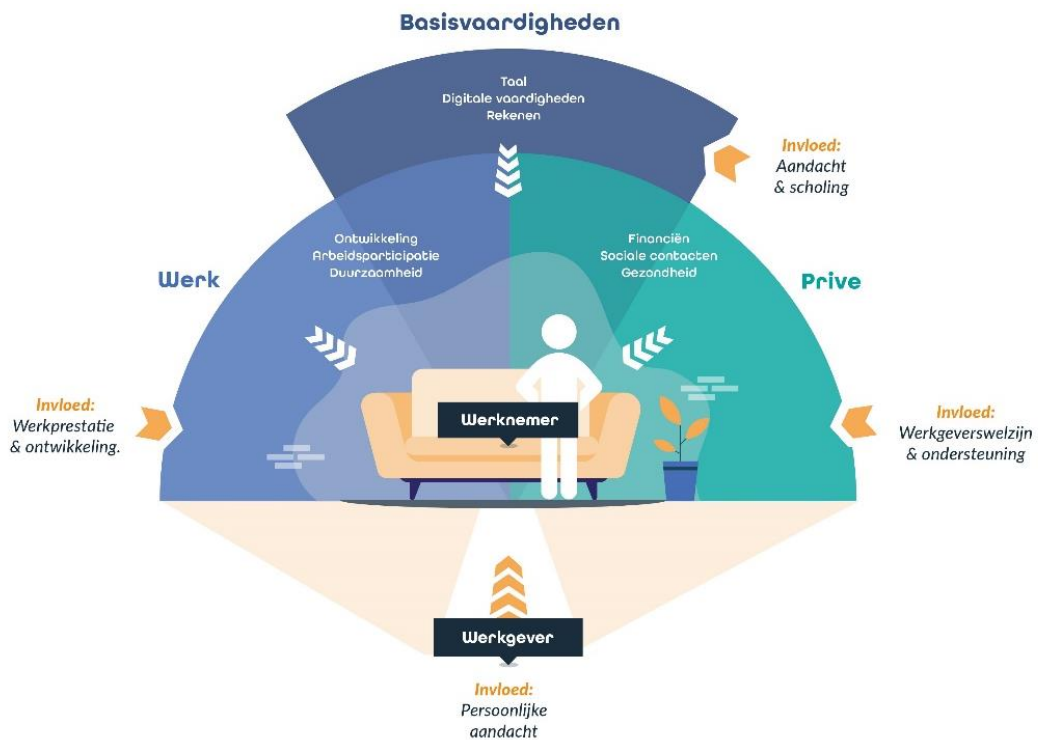 Basisvaardigheden
Taal
Digitale vaardigheden
Rekenen
Invloed:
Aandacht
& scholing
Ontwikkeling
Arbeidsparticipatie
Duurzaamheid
Financiën
Sociale contacten
Gezondheid
Werk
Prive
Invloed:
Werkprestatie
& ontwikkeling.
Werknemer
Invloed:
Werkgeverswelzijn
& ondersteuning
Werkgever
Invloed:
Persoonlijke
aandacht